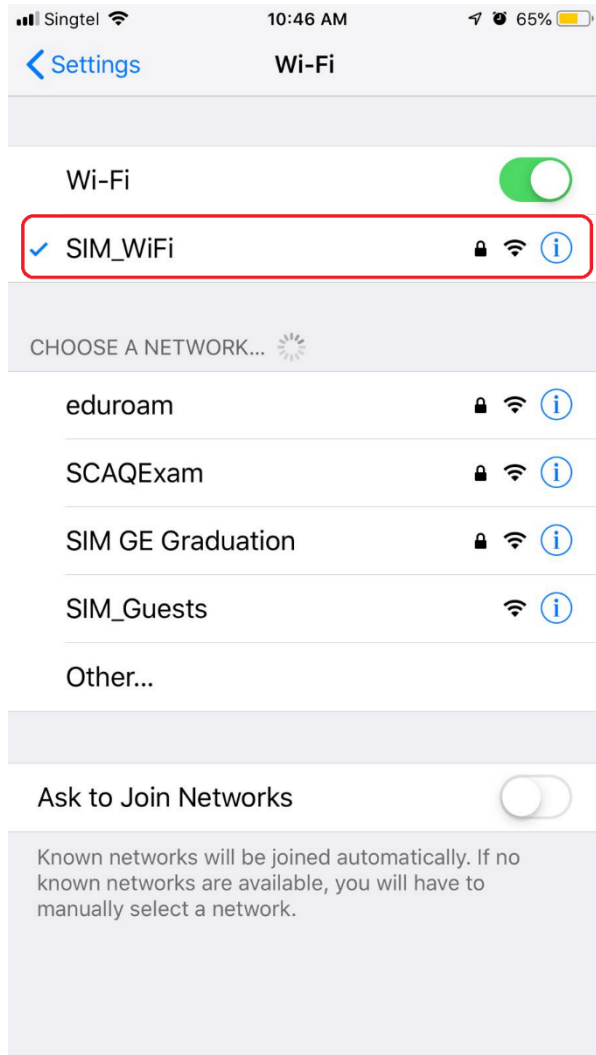 Singtel 10:46 AM 65%
Settings Wi-Fi
Wi-Fi
SIM_WiFi
CHOOSE A NETWORK...
eduroam
SCAQExam
SIM GE Graduation
SIM_Guests
Other...
Ask to Join Networks
Known networks will be joined automatically. If no
known networks are available, you will have to
manually select a network.